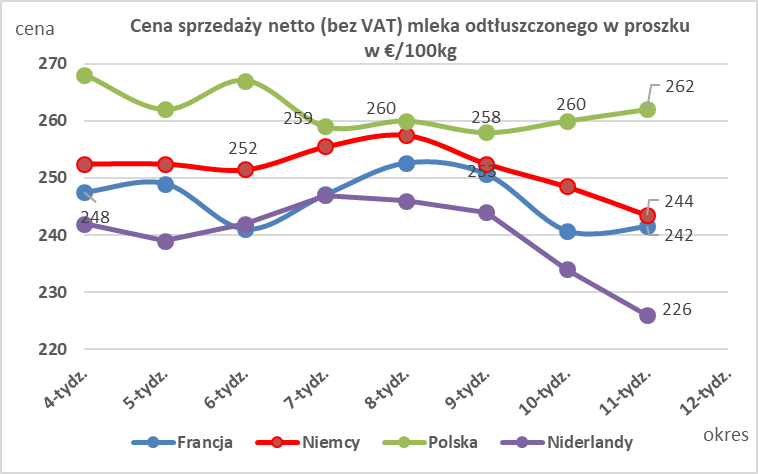 cena
Cena sprzedaży netto (bez VAT) mleka odtłuszczonego w proszku
w €/100kg
270
260
250
240
230
220
248
252
259
260
258
253
260
262
244
242
226
4-tydz.
5-tydz.
6-tydz.
7-tydz.
8-tydz.
9-tydz.
10-tydz.
11-tydz.
12-tydz.
okres
Francja
Niemcy
Polska
Niderlandy